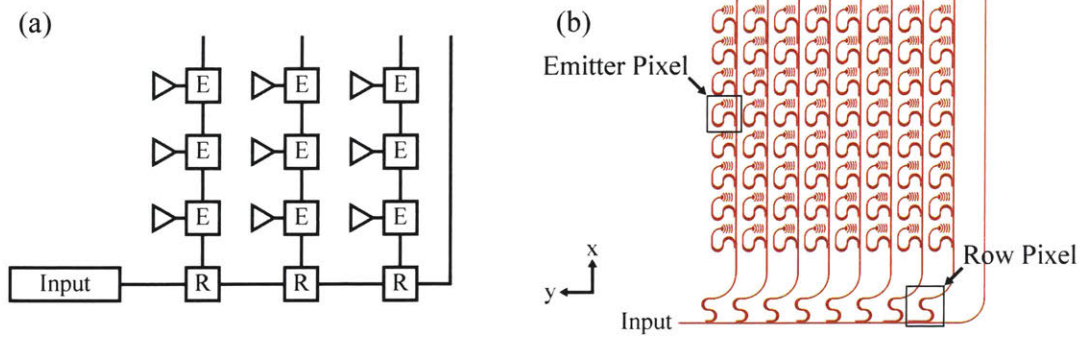 (a)
E E E
E E E
E E E
Input R R R
(b)
Emitter Pixel
x
y
Row Pixel
Input